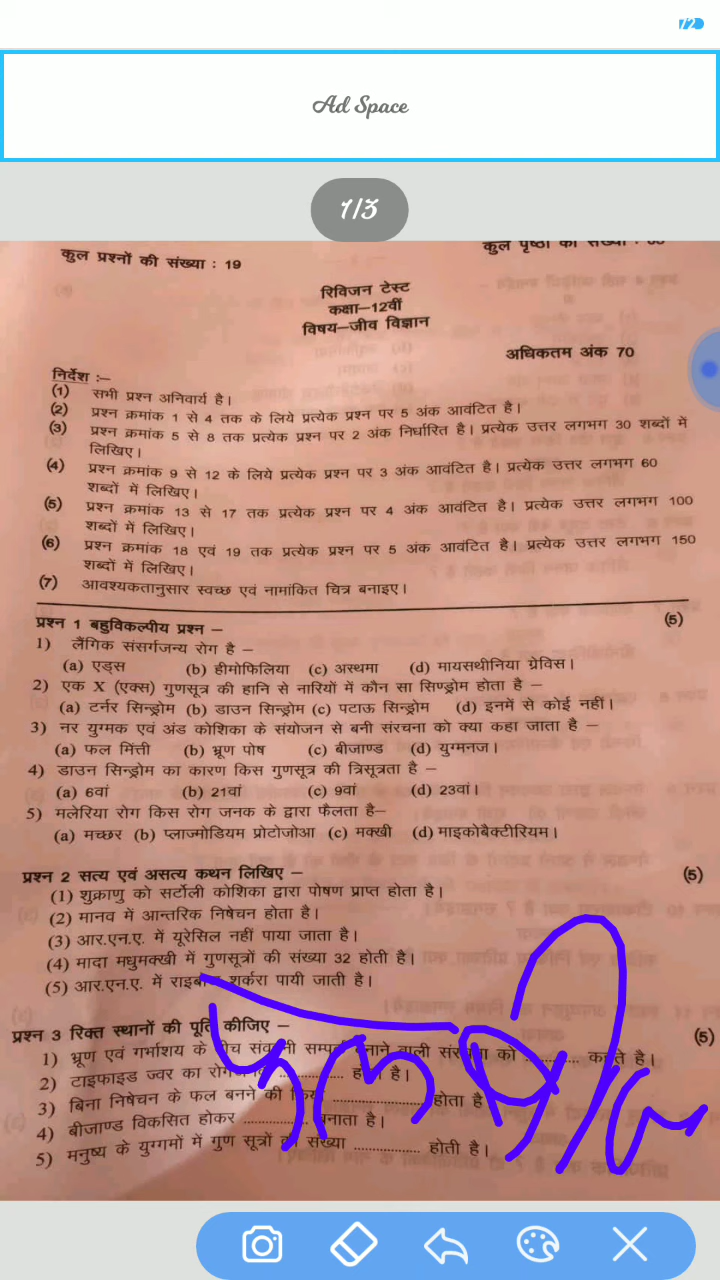 Ad Space
1/3
कुल प्रश्नों की संख्या : 19
कुल पृष्ठों की संख्या :
रिविजन टेस्ट
कक्षा–12वीं
विषय–जीव विज्ञान
अधिकतम अंक 70
निर्देश :–
(1) सभी प्रश्न अनिवार्य है।
(2) प्रश्न क्रमांक 1 से 4 तक के लिये प्रत्येक प्रश्न पर 5 अंक आवंटित है।
(3) प्रश्न क्रमांक 5 से 8 तक प्रत्येक प्रश्न पर 2 अंक निर्धारित है। प्रत्येक उत्तर लगभग 30 शब्दों में
लिखिए।
(4) प्रश्न क्रमांक 9 से 12 के लिये प्रत्येक प्रश्न पर 3 अंक आवंटित है। प्रत्येक उत्तर लगभग 60
शब्दों में लिखिए।
(5) प्रश्न क्रमांक 13 से 17 तक प्रत्येक प्रश्न पर 4 अंक आवंटित है। प्रत्येक उत्तर लगभग 100
शब्दों में लिखिए।
(6) प्रश्न क्रमांक 18 एवं 19 तक प्रत्येक प्रश्न पर 5 अंक आवंटित है। प्रत्येक उत्तर लगभग 150
शब्दों में लिखिए।
(7) आवश्यकतानुसार स्वच्छ एवं नामांकित चित्र बनाइए।
प्रश्न 1 बहुविकल्पीय प्रश्न – (5)
1) लैंगिक संसर्गजन्य रोग है –
(a) एड्स (b) हीमोफिलिया (c) अस्थमा (d) मायसथीनिया ग्रेविस।
2) एक X (एक्स) गुणसूत्र की हानि से नारियों में कौन सा सिण्ड्रोम होता है –
(a) टर्नर सिन्ड्रोम (b) डाउन सिन्ड्रोम (c) पटाऊ सिन्ड्रोम (d) इनमें से कोई नहीं।
3) नर युग्मक एवं अंड कोशिका के संयोजन से बनी संरचना को क्या कहा जाता है –
(a) फल मित्ती (b) भ्रूण पोष (c) बीजाण्ड (d) युग्मनज।
4) डाउन सिन्ड्रोम का कारण किस गुणसूत्र की त्रिसूत्रता है –
(a) 6वां (b) 21वां (c) 9वां (d) 23वां।
5) मलेरिया रोग किस रोग जनक के द्वारा फैलता है–
(a) मच्छर (b) प्लाज्मोडियम प्रोटोजोआ (c) मक्खी (d) माइकोबैक्टीरियम।
प्रश्न 2 सत्य एवं असत्य कथन लिखिए – (5)
(1) शुक्राणु को सर्टोली कोशिका द्वारा पोषण प्राप्त होता है।
(2) मानव में आन्तरिक निषेचन होता है।
(3) आर.एन.ए. में यूरेसिल नहीं पाया जाता है।
(4) मादा मधुमक्खी में गुणसूत्रों की संख्या 32 होती है।
(5) आर.एन.ए. में राइबोज शर्करा पायी जाती है।
प्रश्न 3 रिक्त स्थानों की पूर्ति कीजिए – (5)
1) भ्रूण एवं गर्भाशय के बीच संवहनी सम्पर्क बनाने वाली संरचना को ............ कहते है।
2) टाइफाइड ज्वर का रोगजनक .............. होता है।
3) बिना निषेचन के फल बनने की क्रिया .................... होता है
4) बीजाण्ड विकसित होकर .............. बनाता है।
5) मनुष्य के युग्गमों में गुण सूत्रों की संख्या .............. होती है।